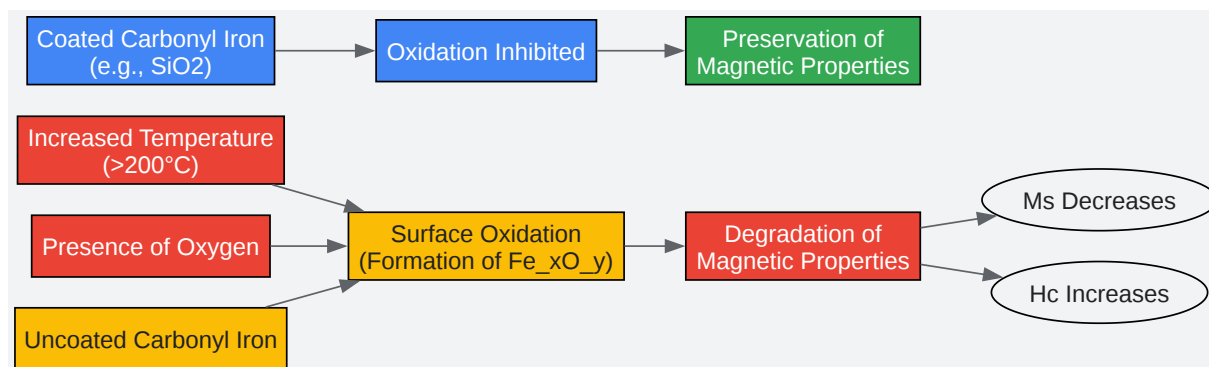 Coated Carbonyl Iron
(e.g., SiO2)
Oxidation Inhibited
Preservation of
Magnetic Properties
Increased Temperature
(>200°C)
Presence of Oxygen
Uncoated Carbonyl Iron
Surface Oxidation
(Formation of Fe_xO_y)
Degradation of
Magnetic Properties
Ms Decreases
Hc Increases